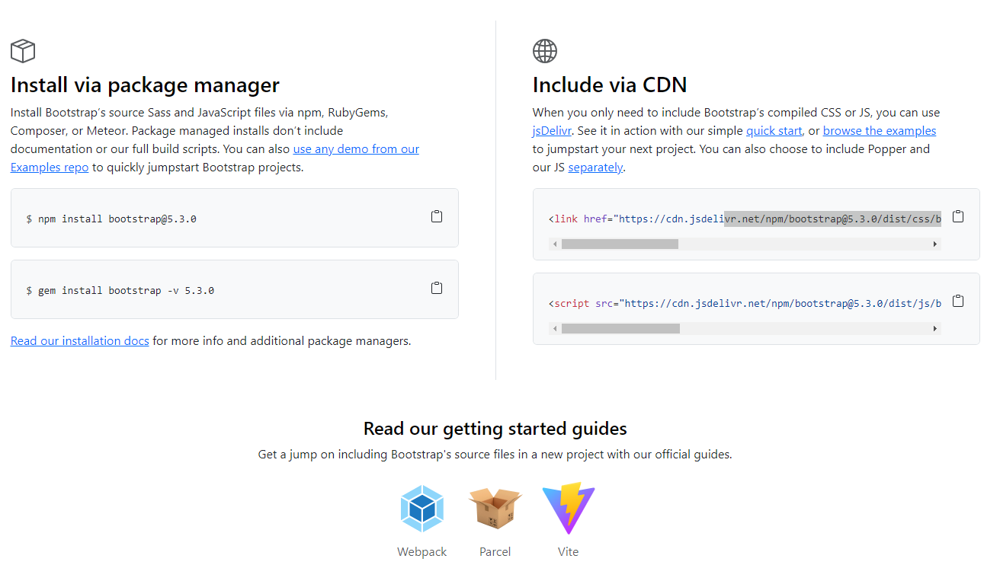 Install via package manager
Install Bootstrap’s source Sass and JavaScript files via npm, RubyGems,
Composer, or Meteor. Package managed installs don’t include
documentation or our full build scripts. You can also use any demo from our
Examples repo to quickly jumpstart Bootstrap projects.
$ npm install bootstrap@5.3.0
$ gem install bootstrap -v 5.3.0
Read our installation docs for more info and additional package managers.
Include via CDN
When you only need to include Bootstrap’s compiled CSS or JS, you can use
jsDelivr. See it in action with our simple quick start, or browse the examples
to jumpstart your next project. You can also choose to include Popper and
our JS separately.
<link href="https://cdn.jsdelivr.net/npm/bootstrap@5.3.0/dist/css/b
<script src="https://cdn.jsdelivr.net/npm/bootstrap@5.3.0/dist/js/b
Read our getting started guides
Get a jump on including Bootstrap's source files in a new project with our official guides.
Webpack
Parcel
Vite